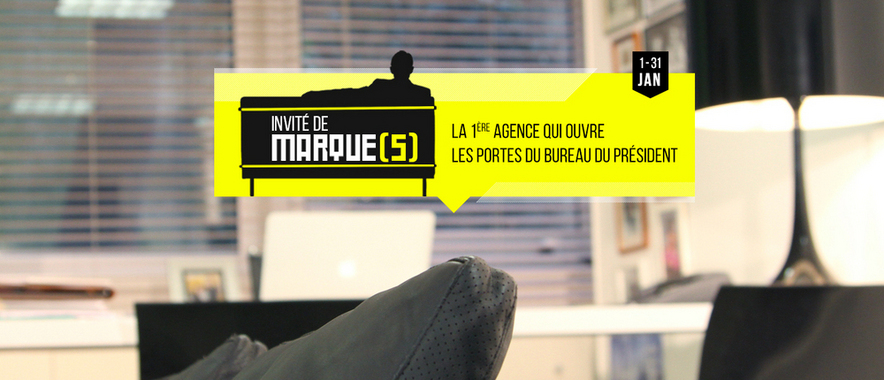 INVITÉ DE
MARQUE(S)
LA 1ÈRE AGENCE QUI OUVRE
LES PORTES DU BUREAU DU PRÉSIDENT
1-31
JAN